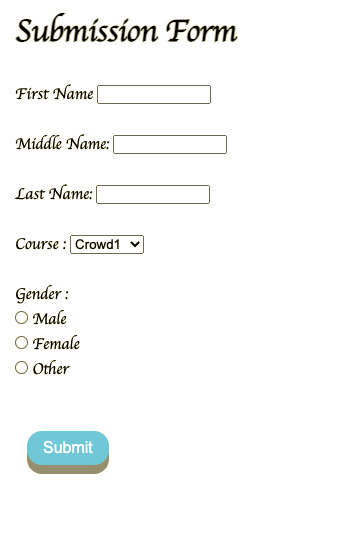 Submission Form
First Name
Middle Name:
Last Name:
Course : Crowd1
Gender :
Male
Female
Other
Submit